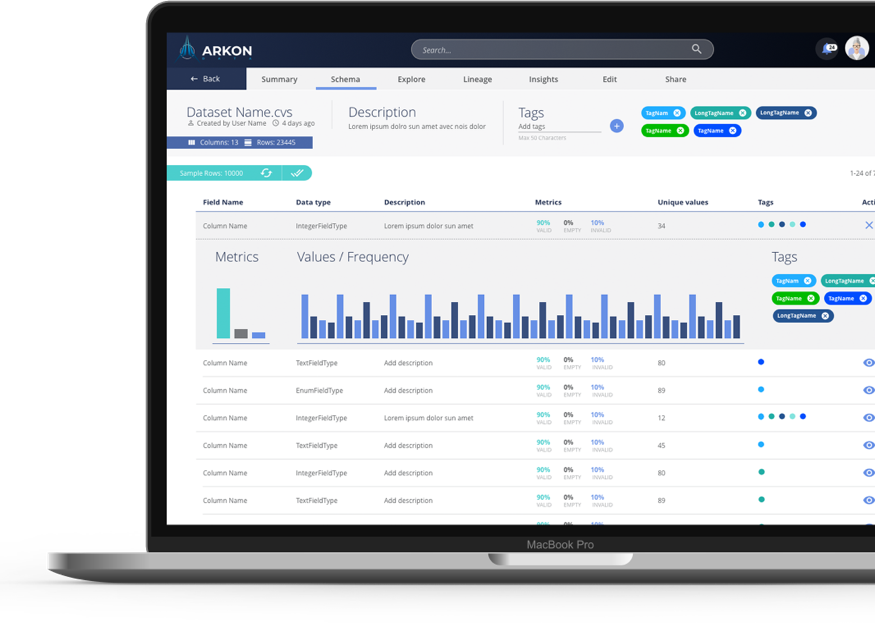 ARKON
DATA
Search...
24
← Back Summary Schema Explore Lineage Insights Edit Share
Dataset Name.cvs
Created by User Name 4 days ago
Columns: 13 Rows: 23445
Description
Lorem ipsum dolro sun amet avec nois dolor
Tags
Add tags
Max 50 Characters
TagNam LongTagName LongTagName
TagName TagName
Sample Rows: 10000
1-24 of 7
Field Name Data type Description Metrics Unique values Tags Acti
Column Name IntegerFieldType Lorem ipsum dolor sun amet 90% 0% 10% 34
VALID EMPTY INVALID
Metrics Values / Frequency Tags
TagNam LongTagName
TagName TagName
LongTagName
Column Name TextFieldType Add description 90% 0% 10% 80
VALID EMPTY INVALID
Column Name EnumFieldType Add description 90% 0% 10% 89
VALID EMPTY INVALID
Column Name IntegerFieldType Lorem ipsum dolor sun amet 90% 0% 10% 12
VALID EMPTY INVALID
Column Name TextFieldType Add description 90% 0% 10% 45
VALID EMPTY INVALID
Column Name IntegerFieldType Add description 90% 0% 10% 80
VALID EMPTY INVALID
Column Name TextFieldType Add description 90% 0% 10% 89
VALID EMPTY INVALID
90% 0% 10%
MacBook Pro